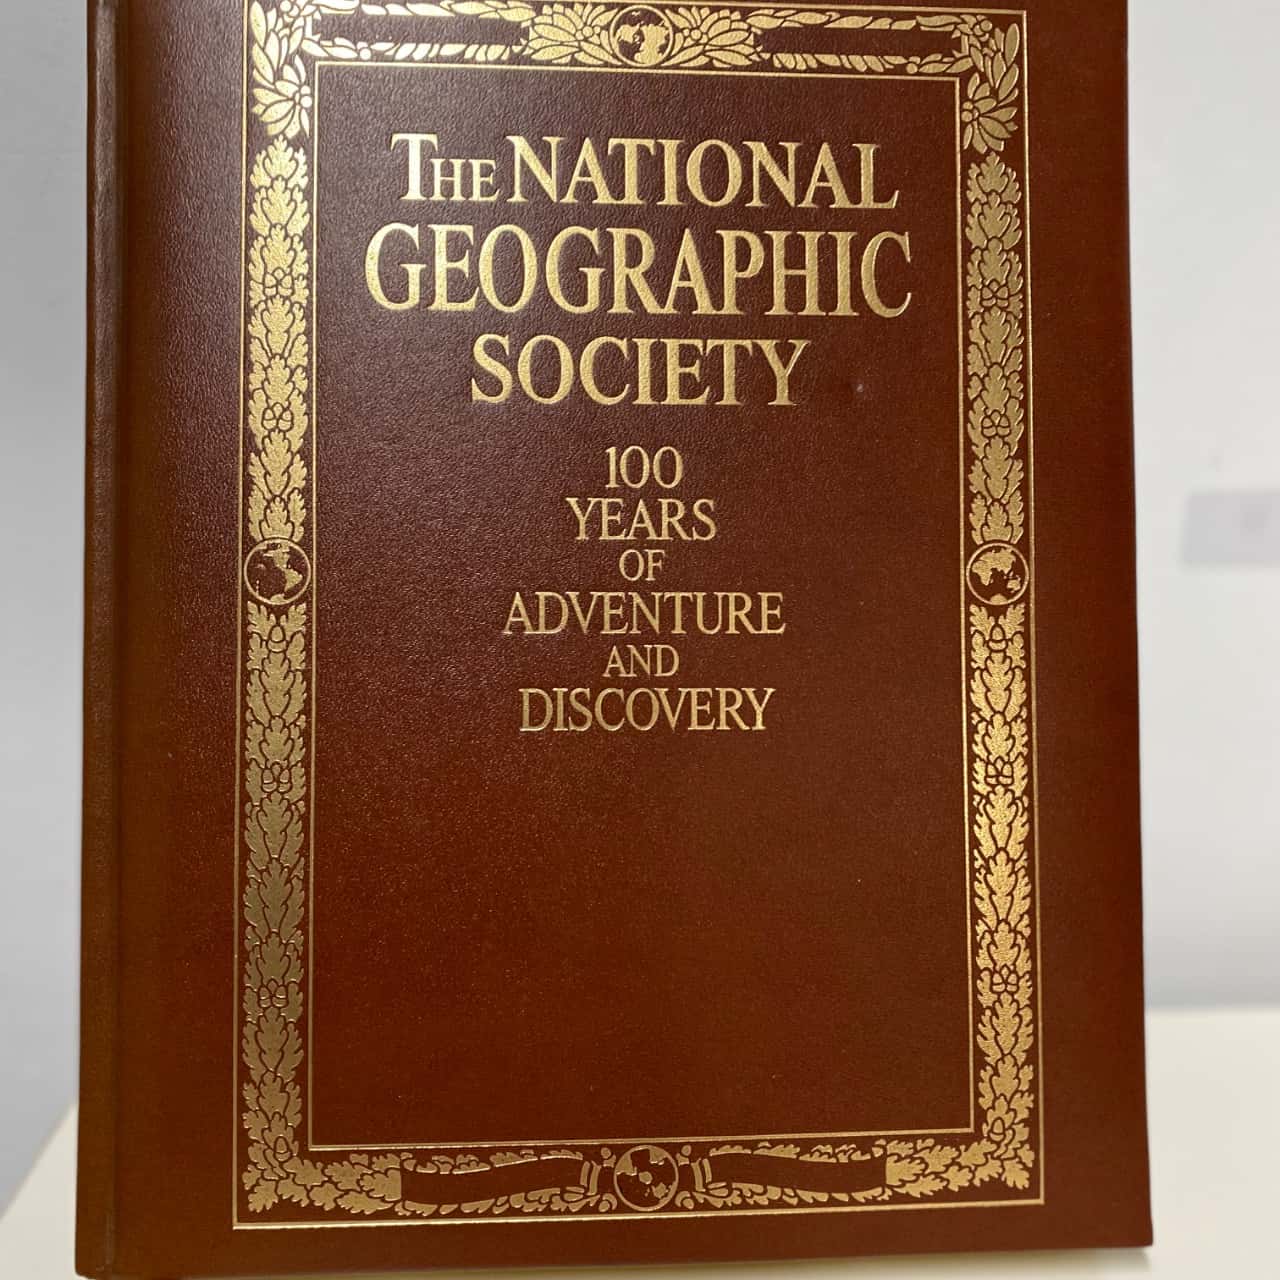 THE NATIONAL
GEOGRAPHIC
SOCIETY
100
YEARS
OF
ADVENTURE
AND
DISCOVERY